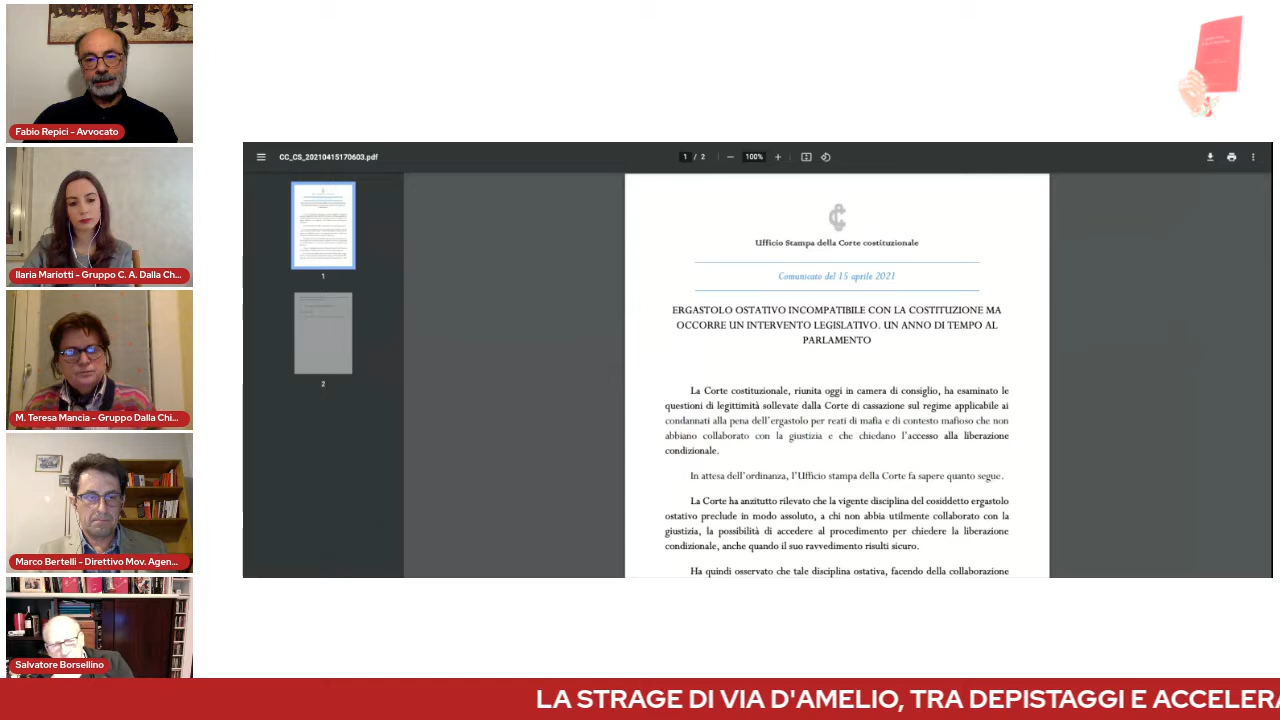 Fabio Repici - Avvocato
Ilaria Mariotti - Gruppo C. A. Dalla Ch...
M. Teresa Mancia - Gruppo Dalla Chi...
Marco Bertelli - Direttivo Mov. Agen...
Salvatore Borsellino
CC_CS_20210415170603.pdf
1 / 2
100%
1
2
Ufficio Stampa della Corte costituzionale
Comunicato del 15 aprile 2021
ERGASTOLO OSTATIVO INCOMPATIBILE CON LA COSTITUZIONE MA
OCCORRE UN INTERVENTO LEGISLATIVO. UN ANNO DI TEMPO AL
PARLAMENTO
La Corte costituzionale, riunita oggi in camera di consiglio, ha esaminato le
questioni di legittimità sollevate dalla Corte di cassazione sul regime applicabile ai
condannati alla pena dell'ergastolo per reati di mafia e di contesto mafioso che non
abbiano collaborato con la giustizia e che chiedano l'accesso alla liberazione
condizionale.
In attesa dell'ordinanza, l'Ufficio stampa della Corte fa sapere quanto segue.
La Corte ha anzitutto rilevato che la vigente disciplina del cosiddetto ergastolo
ostativo preclude in modo assoluto, a chi non abbia utilmente collaborato con la
giustizia, la possibilità di accedere al procedimento per chiedere la liberazione
condizionale, anche quando il suo ravvedimento risulti sicuro.
Ha quindi osservato che tale disciplina ostativa, facendo della collaborazione
LA STRAGE DI VIA D'AMELIO, TRA DEPISTAGGI E ACCELERA